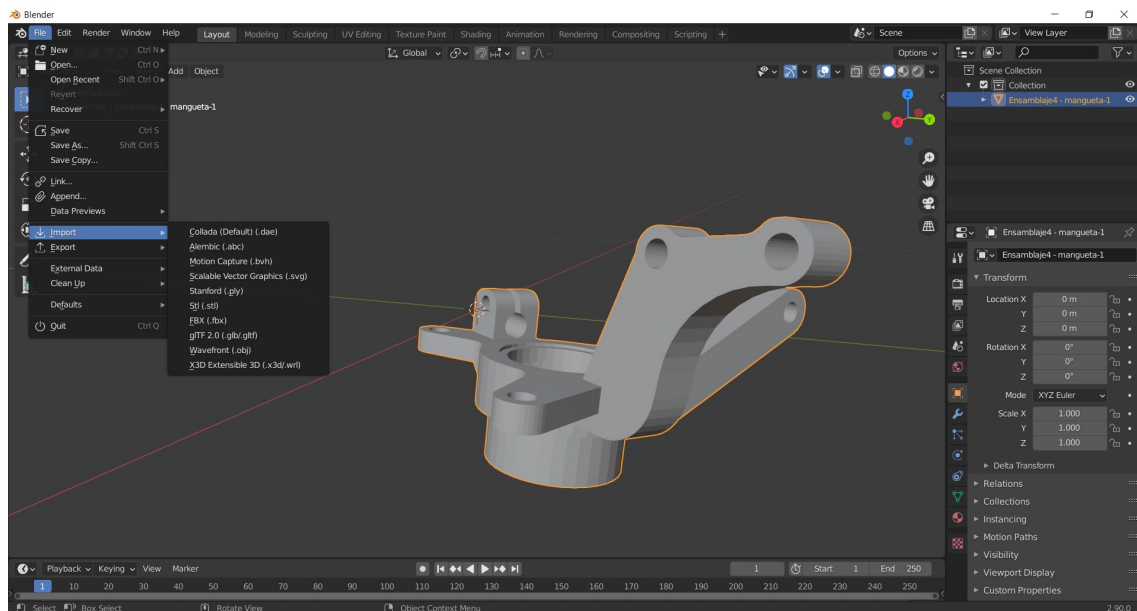 Blender
File Edit Render Window Help Layout Modeling Sculpting UV Editing Texture Paint Shading Animation Rendering Compositing Scripting + Scene View Layer
Global Options
Add Object
mangueta-1
New Ctrl N
Open... Ctrl O
Open Recent Shift Ctrl O
Revert
Recover
Save Ctrl S
Save As... Shift Ctrl S
Save Copy...
Link...
Append...
Data Previews
Import
Export
External Data
Clean Up
Defaults
Quit Ctrl Q
Collada (Default) (.dae)
Alembic (.abc)
Motion Capture (.bvh)
Scalable Vector Graphics (.svg)
Stanford (.ply)
Stl (.stl)
FBX (.fbx)
glTF 2.0 (.glb/.gltf)
Wavefront (.obj)
X3D Extensible 3D (.x3d/.wrl)
Z
X
Y
Scene Collection
Collection
Ensamblaje4 - mangueta-1
Ensamblaje4 - mangueta-1
Ensamblaje4 - mangueta-1
Transform
Location X 0 m
Y 0 m
Z 0 m
Rotation X 0°
Y 0°
Z 0°
Mode XYZ Euler
Scale X 1.000
Y 1.000
Z 1.000
Delta Transform
Relations
Collections
Instancing
Motion Paths
Visibility
Viewport Display
Custom Properties
Playback Keying View Marker 1 Start 1 End 250
1 10 20 30 40 50 60 70 80 90 100 110 120 130 140 150 160 170 180 190 200 210 220 230 240 250
Select Box Select Rotate View Object Context Menu 2.90.0